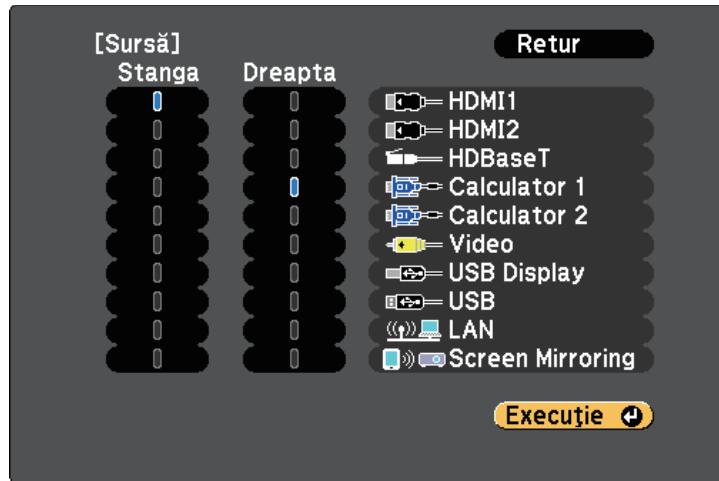 [Sursă] Retur
Stanga Dreapta
HDMI1
HDMI2
HDBaseT
Calculator 1
Calculator 2
Video
USB Display
USB
LAN
Screen Mirroring
Execuţie